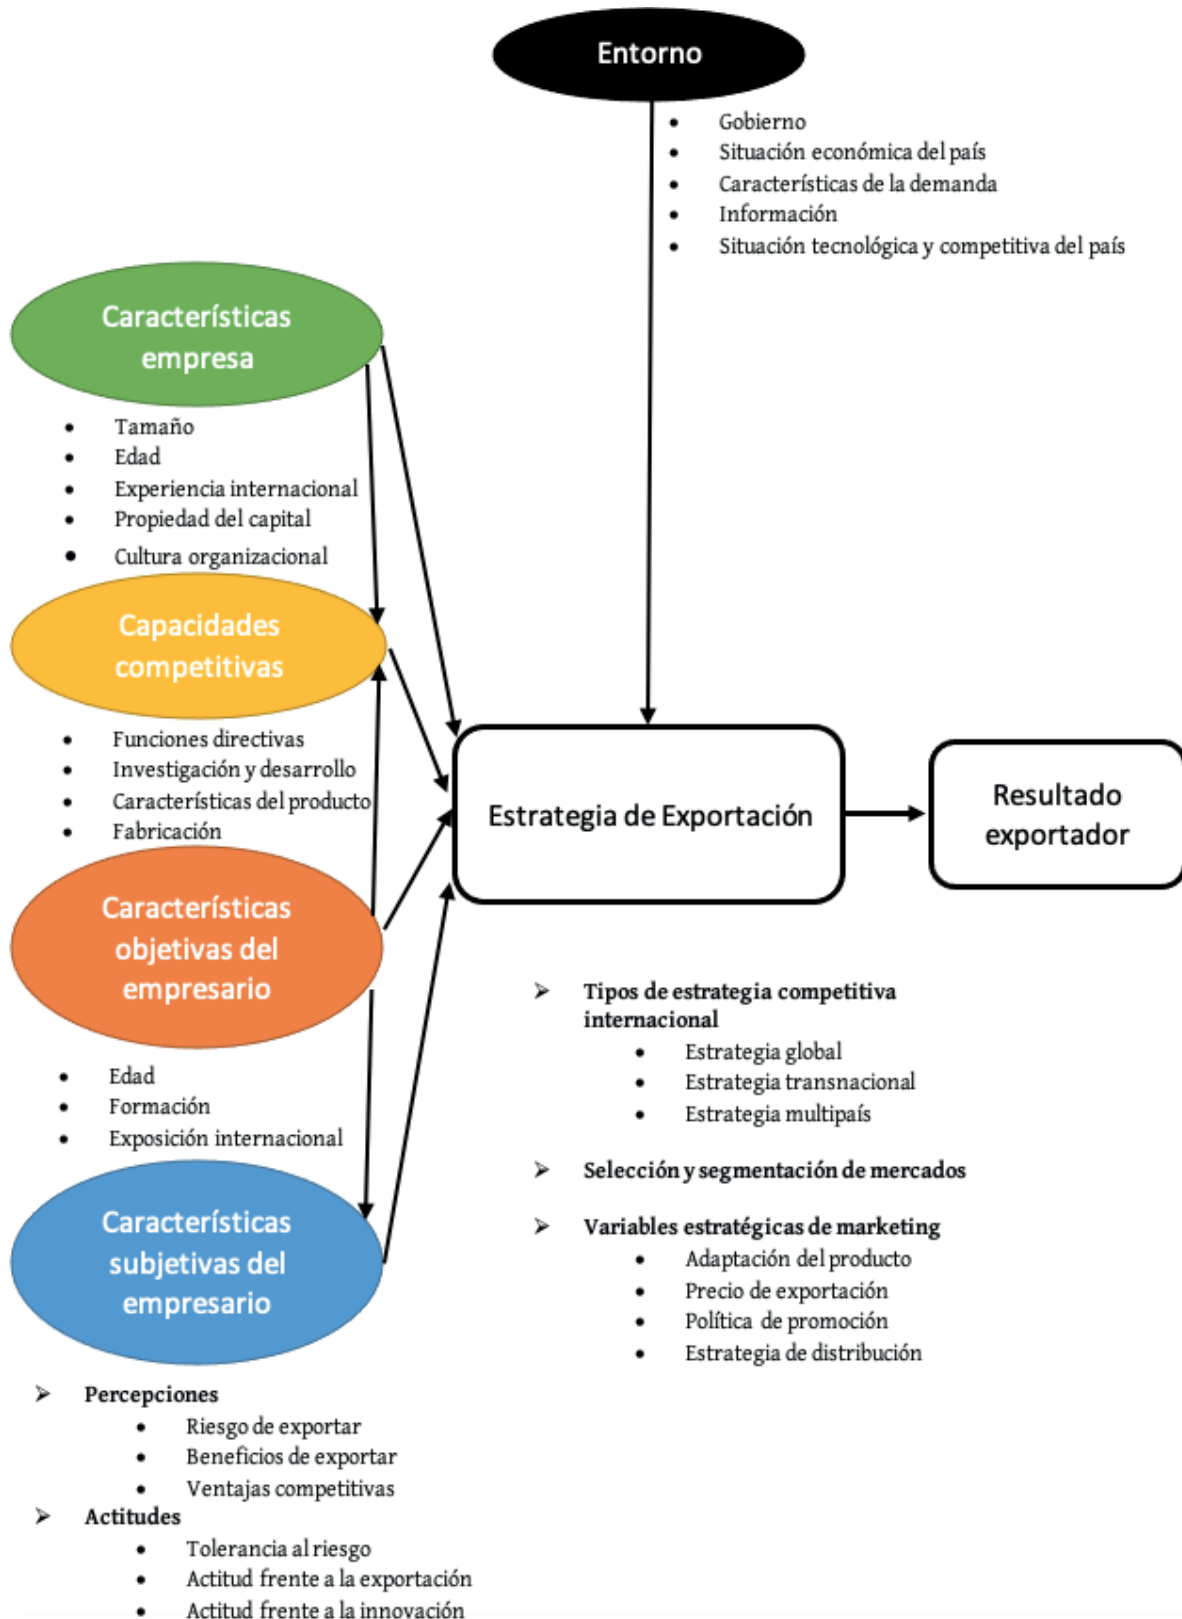 Entorno
Gobierno
Situación económica del país
Características de la demanda
Información
Situación tecnológica y competitiva del país
Características
empresa
Tamaño
Edad
Experiencia internacional
Propiedad del capital
Cultura organizacional
Capacidades
competitivas
Funciones directivas
Investigación y desarrollo
Características del producto
Fabricación
Características
objetivas del
empresario
Edad
Formación
Exposición internacional
Características
subjetivas del
empresario
Percepciones
Riesgo de exportar
Beneficios de exportar
Ventajas competitivas
Actitudes
Tolerancia al riesgo
Actitud frente a la exportación
Actitud frente a la innovación
Estrategia de Exportación
Tipos de estrategia competitiva
internacional
Estrategia global
Estrategia transnacional
Estrategia multipaís
Selección y segmentación de mercados
Variables estratégicas de marketing
Adaptación del producto
Precio de exportación
Política de promoción
Estrategia de distribución
Resultado
exportador